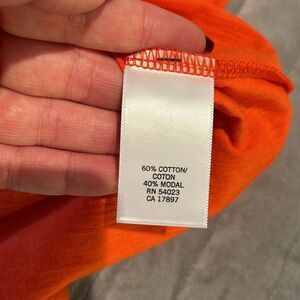 60% COTTON/
COTON
40% MODAL
RN 54023
CA 17897